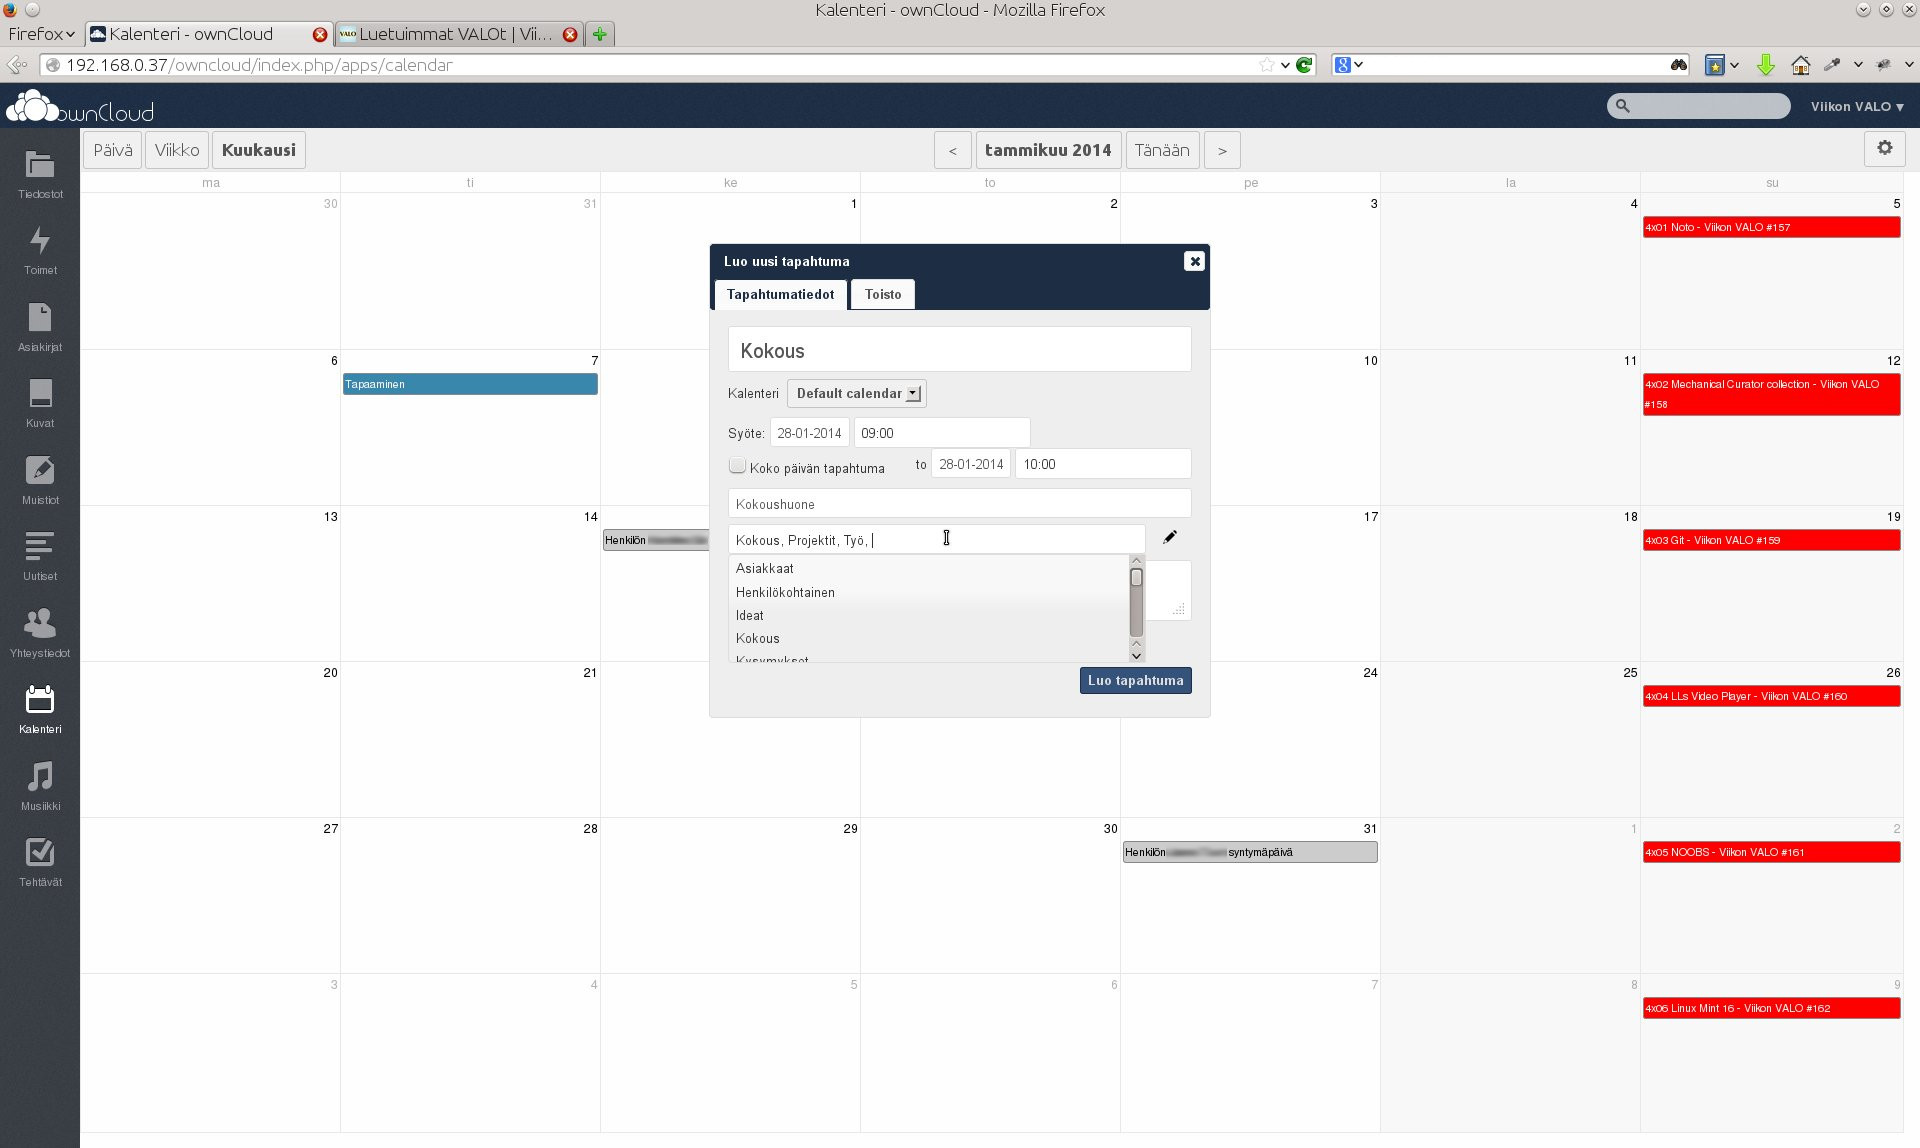 Kalenteri - ownCloud - Mozilla Firefox
Firefox
Kalenteri - ownCloud
VALO Luetuimmat VALOt | Vii...
192.168.0.37/owncloud/index.php/apps/calendar
8
ownCloud
Viikon VALO ▾
Päivä Viikko Kuukausi
< tammikuu 2014 Tänään >
Tiedostot
Toimet
Asiakirjat
Kuvat
Muistiot
Uutiset
Yhteystiedot
Kalenteri
Musiikki
Tehtävät
ma ti ke to pe la su
30 31 1 2 3 4 5
4x01 Noto - Viikon VALO #157
6 7 10 11 12
Tapaaminen
4x02 Mechanical Curator collection - Viikon VALO
#158
13 14 17 18 19
Henkilön
4x03 Git - Viikon VALO #159
20 21 24 25 26
4x04 LLs Video Player - Viikon VALO #160
27 28 29 30 31 1 2
Henkilön syntymäpäivä
4x05 NOOBS - Viikon VALO #161
3 4 5 6 7 8 9
4x06 Linux Mint 16 - Viikon VALO #162
Luo uusi tapahtuma
Tapahtumatiedot Toisto
Kokous
Kalenteri Default calendar
Syöte: 28-01-2014 09:00
Koko päivän tapahtuma to 28-01-2014 10:00
Kokoushuone
Kokous, Projektit, Työ,
Asiakkaat
Henkilökohtainen
Ideat
Kokous
Kysymykset
Luo tapahtuma